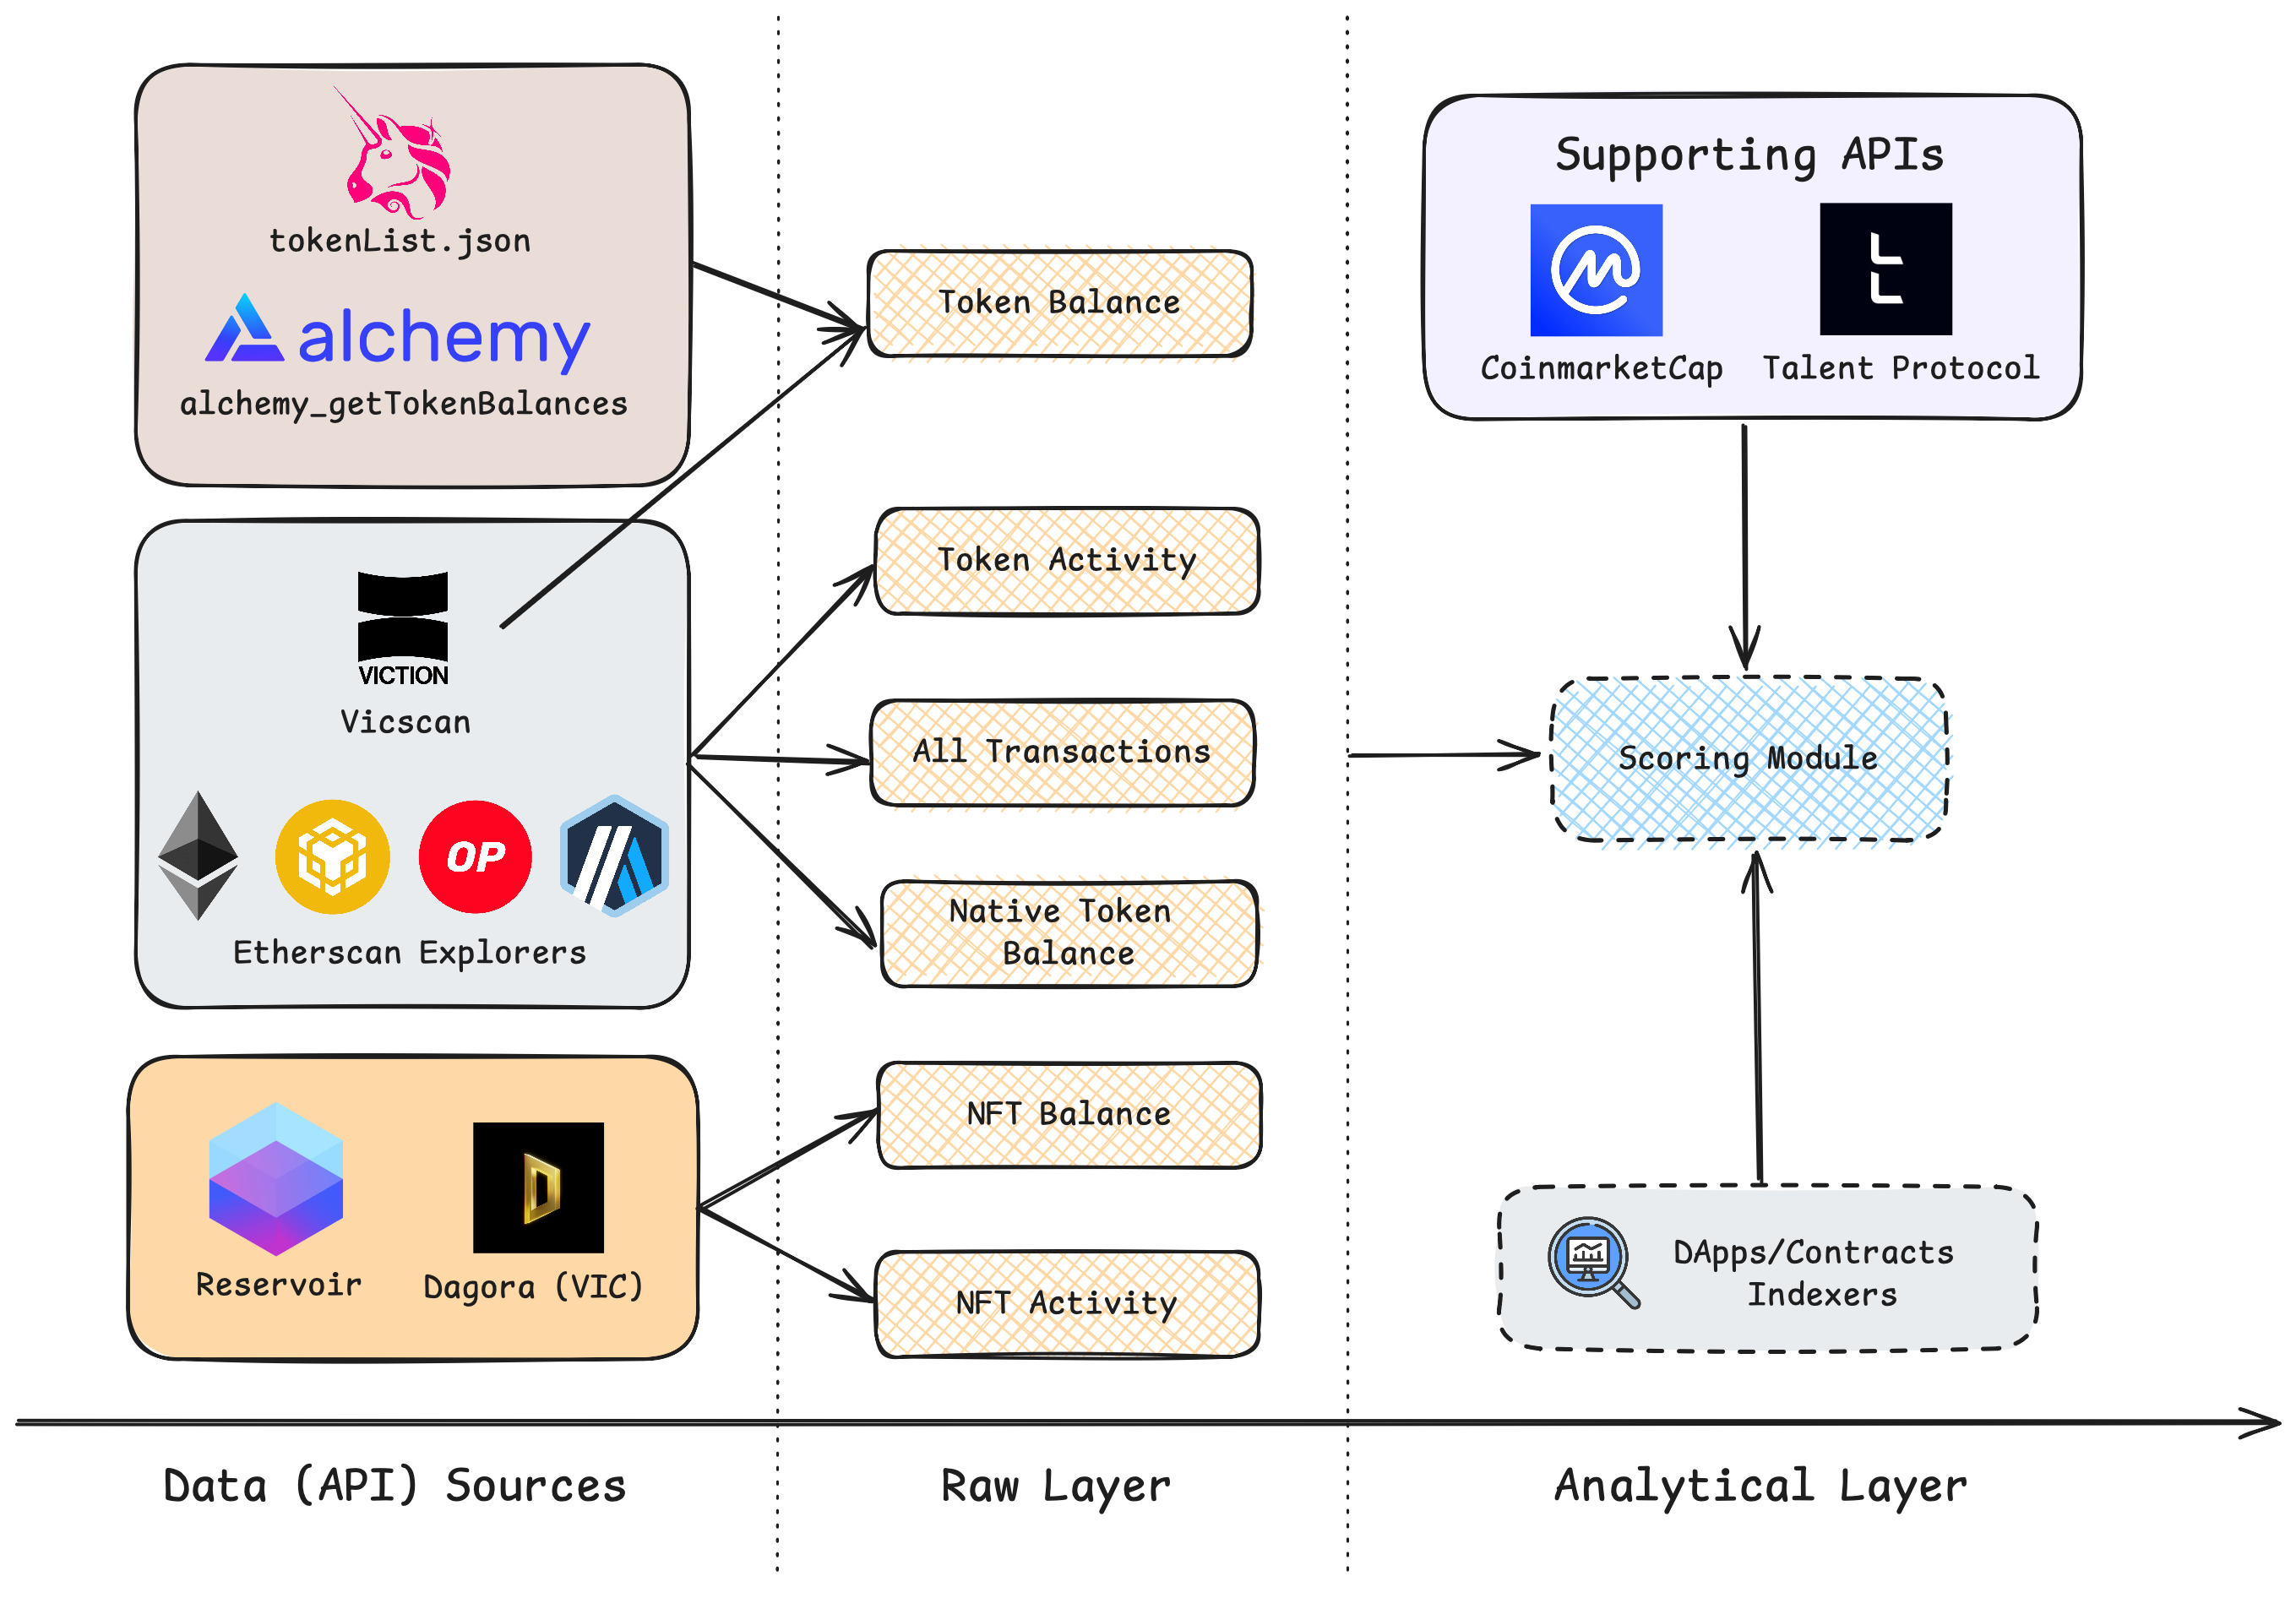 tokenList.json
alchemy
alchemy_getTokenBalances
VICTION
Vicscan
OP
Etherscan Explorers
Reservoir
Dagora (VIC)
Token Balance
Token Activity
All Transactions
Native Token
Balance
NFT Balance
NFT Activity
Supporting APIs
CoinmarketCap
Talent Protocol
Scoring Module
DApps/Contracts
Indexers
Data (API) Sources
Raw Layer
Analytical Layer